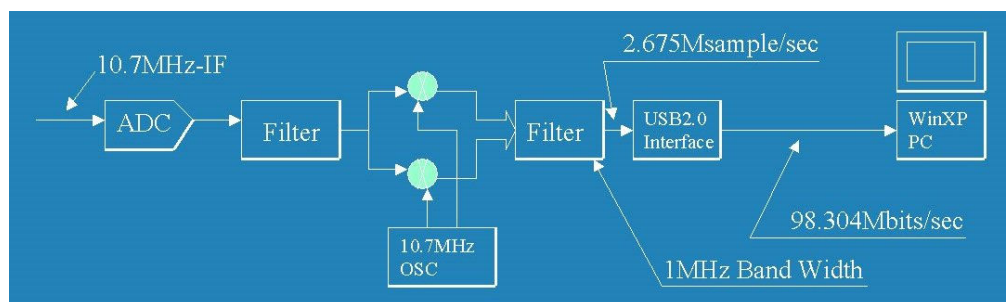 2.675Msample/sec
10.7MHz-IF
ADC
Filter
Filter
USB2.0
Interface
WinXP
PC
10.7MHz
OSC
98.304Mbits/sec
1MHz Band Width